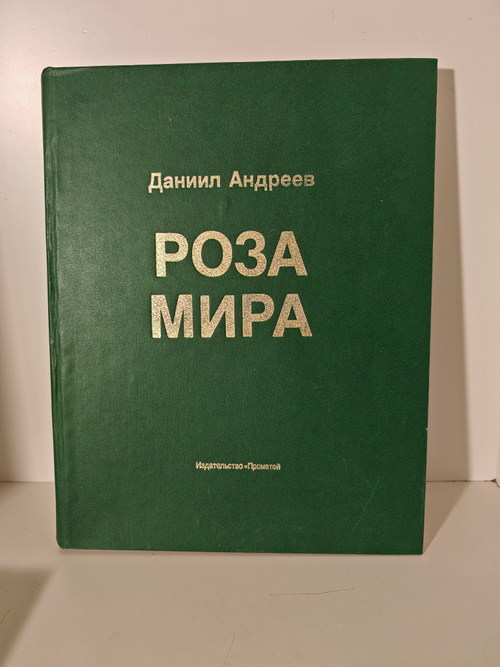 Даниил Андреев
РОЗА
МИРА
Издательство «Прометей